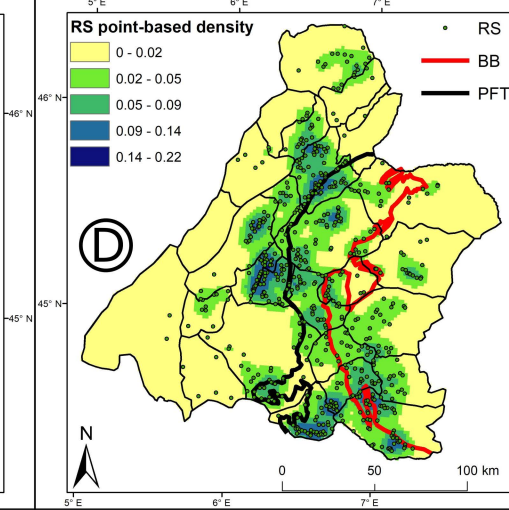 5° E 6° E 7° E
RS point-based density
0 - 0.02
0.02 - 0.05
0.05 - 0.09
0.09 - 0.14
0.14 - 0.22
RS
BB
PFT
46° N
46° N
D
45° N
45° N
N
0 50 100 km
5° E 6° E 7° E